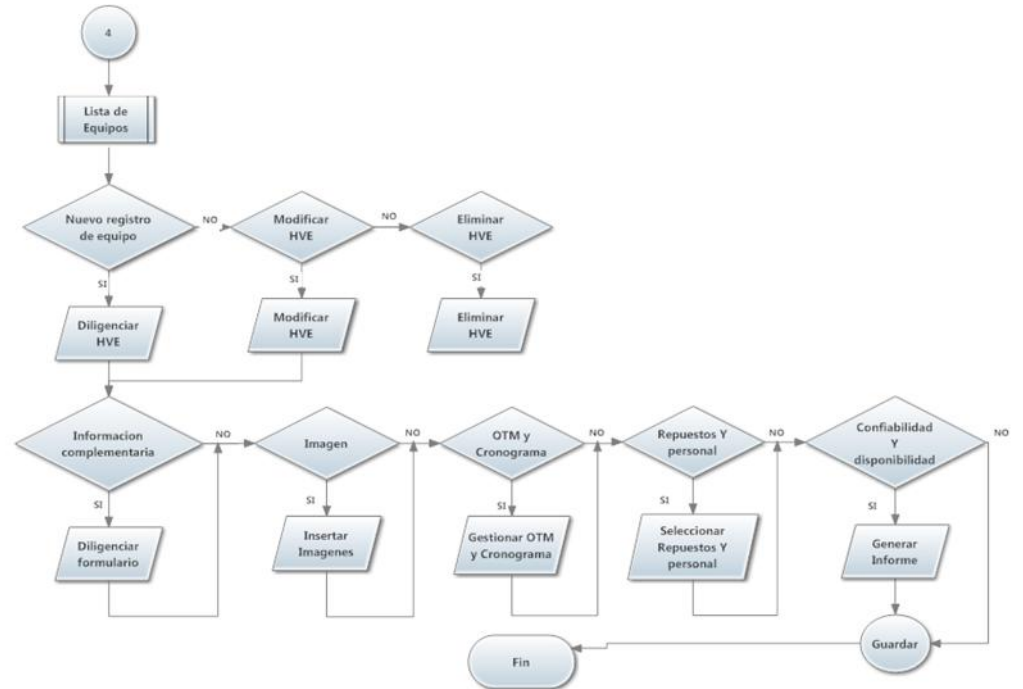 4
Lista de
Equipos
Nuevo registro
de equipo
NO
Modificar
HVE
NO
Eliminar
HVE
SI
SI
SI
Diligenciar
HVE
Modificar
HVE
Eliminar
HVE
Informacion
complementaria
NO
Imagen
NO
OTM y
Cronograma
NO
Repuestos Y
personal
NO
Confiabilidad
Y
disponibilidad
NO
SI
SI
SI
SI
SI
Diligenciar
formulario
Insertar
Imagenes
Gestionar OTM
y Cronograma
Seleccionar
Repuestos Y
personal
Generar
Informe
Guardar
Fin